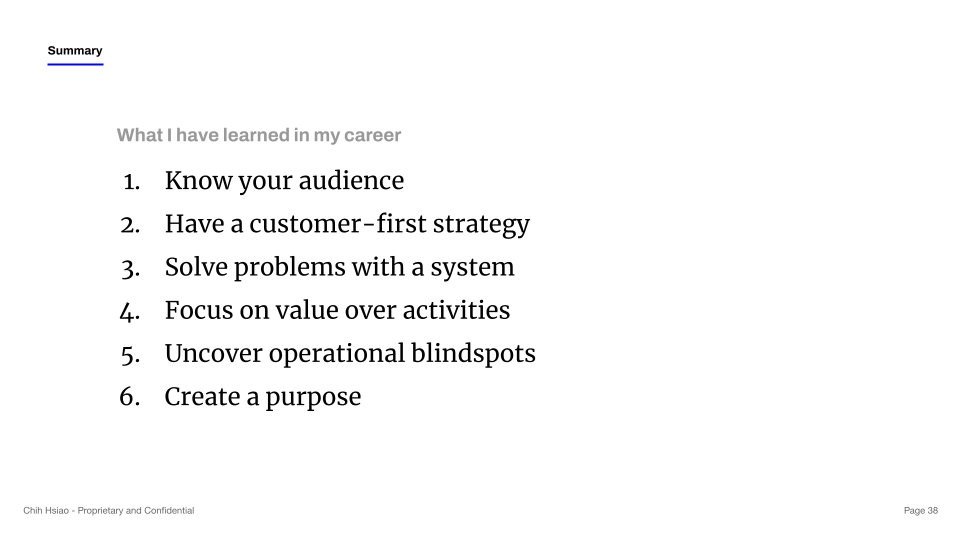 Summary
What I have learned in my career
1. Know your audience
2. Have a customer-first strategy
3. Solve problems with a system
4. Focus on value over activities
5. Uncover operational blindspots
6. Create a purpose
Chih Hsiao - Proprietary and Confidential
Page 38